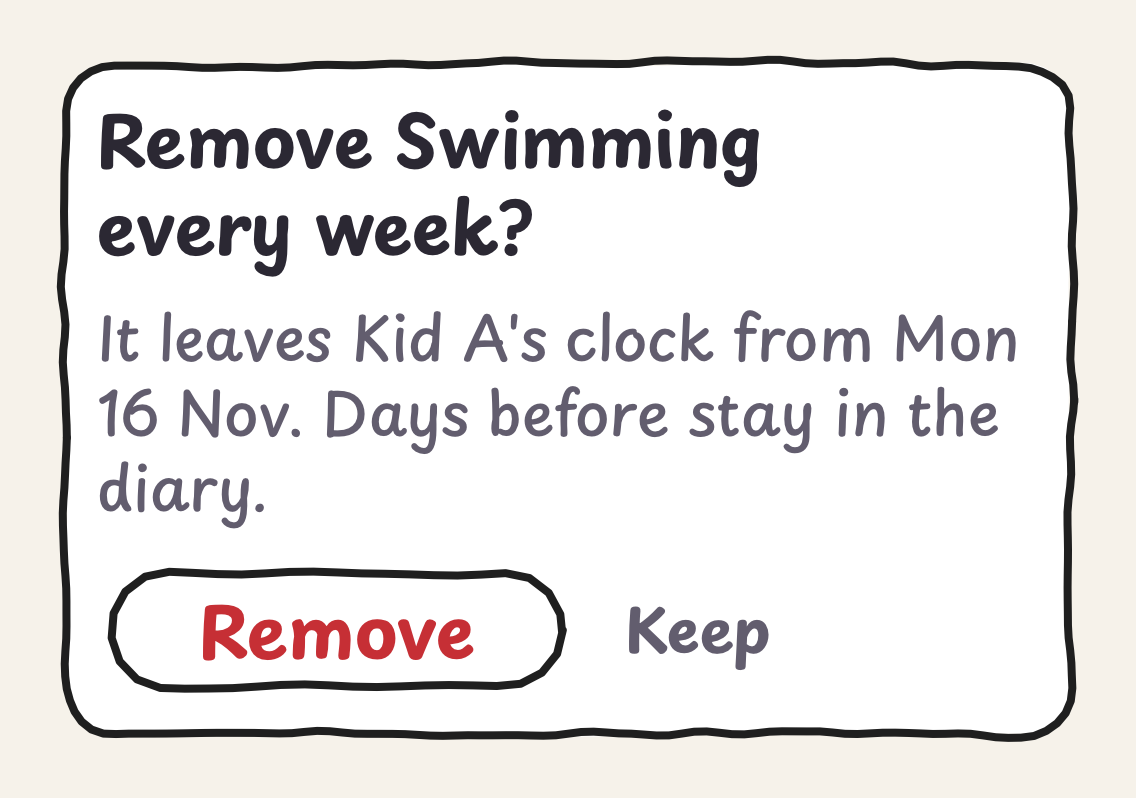 Remove Swimming
every week?
It leaves Kid A's clock from Mon
16 Nov. Days before stay in the
diary.
Remove
Keep